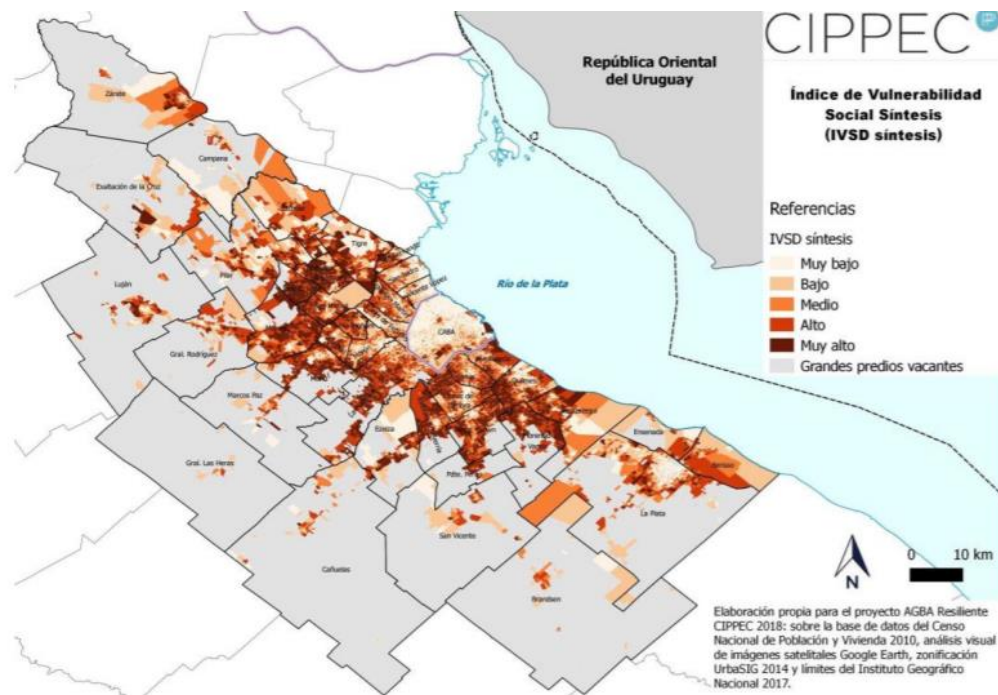 CIPPEC
República Oriental
del Uruguay
Índice de Vulnerabilidad
Social Síntesis
(IVSD síntesis)
Referencias
IVSD síntesis
Muy bajo
Bajo
Medio
Alto
Muy alto
Grandes predios vacantes
Río de la Plata
Zárate
Campana
Exaltación de la Cruz
Tigre
Pilar
Luján
CABA
Gral. Rodríguez
Marcos Paz
Ezeiza
Ensenada
Berisso
Gral. Las Heras
La Plata
San Vicente
Cañuelas
Brandsen
N
0 10 km
Elaboración propia para el proyecto AGBA Resiliente
CIPPEC 2018: sobre la base de datos del Censo
Nacional de Población y Vivienda 2010, análisis visual
de imágenes satelitales Google Earth, zonificación
UrbaSIG 2014 y límites del Instituto Geográfico
Nacional 2017.